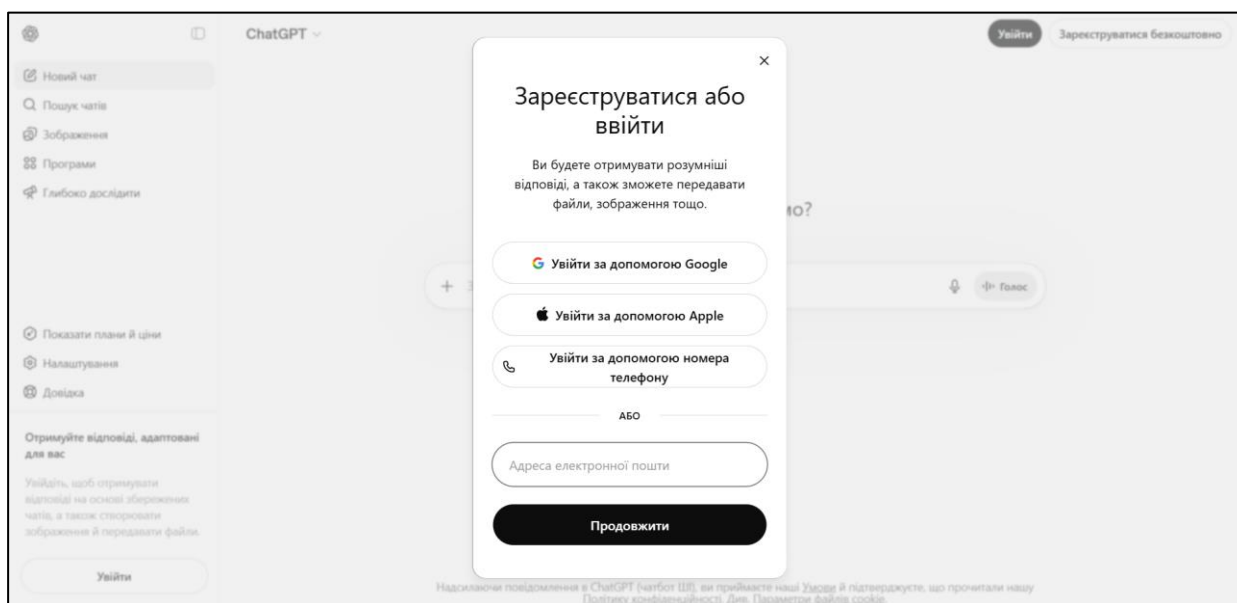 ChatGPT
Увійти
Зареєструватися безкоштовно
Новий чат
Пошук чатів
Зображення
Програми
Глибоко дослідити
Показати плани й ціни
Налаштування
Довідка
Отримуйте відповіді, адаптовані
для вас
Увійдіть, щоб отримувати
відповіді на основі збережених
чатів, а також створювати
зображення й передавати файли.
Увійти
Зареєструватися або
ввійти
Ви будете отримувати розумніші
відповіді, а також зможете передавати
файли, зображення тощо.
Увійти за допомогою Google
Увійти за допомогою Apple
Увійти за допомогою номера
телефону
АБО
Адреса електронної пошти
Продовжити
Голос
Надсилаючи повідомлення в ChatGPT (чатбот ШІ), ви приймаєте наші Умови й підтверджуєте, що прочитали нашу
Політику конфіденційності. Див. Параметри файлів cookie.